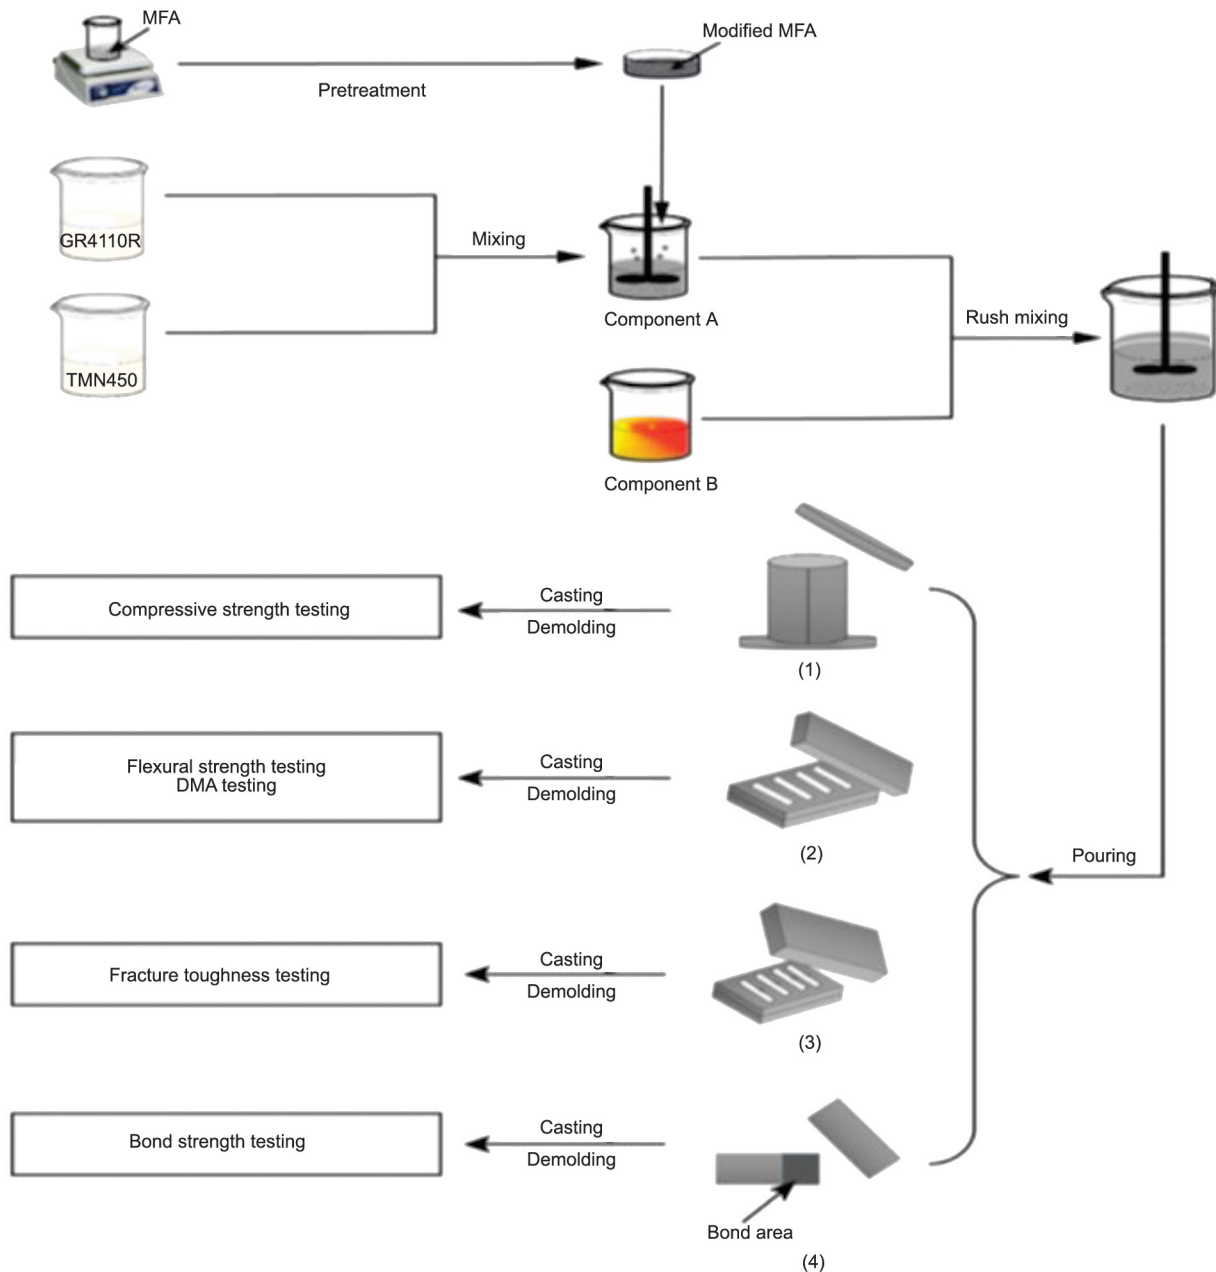 MFA
Modified MFA
Pretreatment
GR4110R
Mixing
TMN450
Component A
Rush mixing
Component B
Compressive strength testing
Casting
Demolding
(1)
Flexural strength testing
DMA testing
Casting
Demolding
(2)
Pouring
Fracture toughness testing
Casting
Demolding
(3)
Bond strength testing
Casting
Demolding
Bond area
(4)